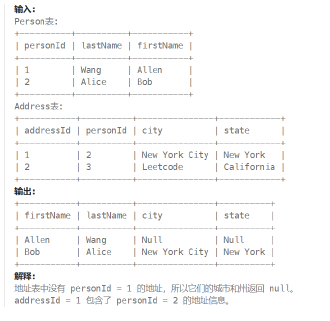 输入:
Person表:
+----------+----------+-----------+
| personId | lastName | firstName |
+----------+----------+-----------+
| 1        | Wang     | Allen     |
| 2        | Alice    | Bob       |
+----------+----------+-----------+
Address表:
+-----------+----------+---------------+------------+
| addressId | personId | city          | state      |
+-----------+----------+---------------+------------+
| 1         | 2        | New York City | New York   |
| 2         | 3        | Leetcode      | California |
+-----------+----------+---------------+------------+
输出:
+-----------+----------+---------------+----------+
| firstName | lastName | city          | state    |
+-----------+----------+---------------+----------+
| Allen     | Wang     | Null          | Null     |
| Bob       | Alice    | New York City | New York |
+-----------+----------+---------------+----------+
解释:
地址表中没有 personId = 1 的地址，所以它们的城市和州返回 null。
addressId = 1 包含了 personId = 2 的地址信息。